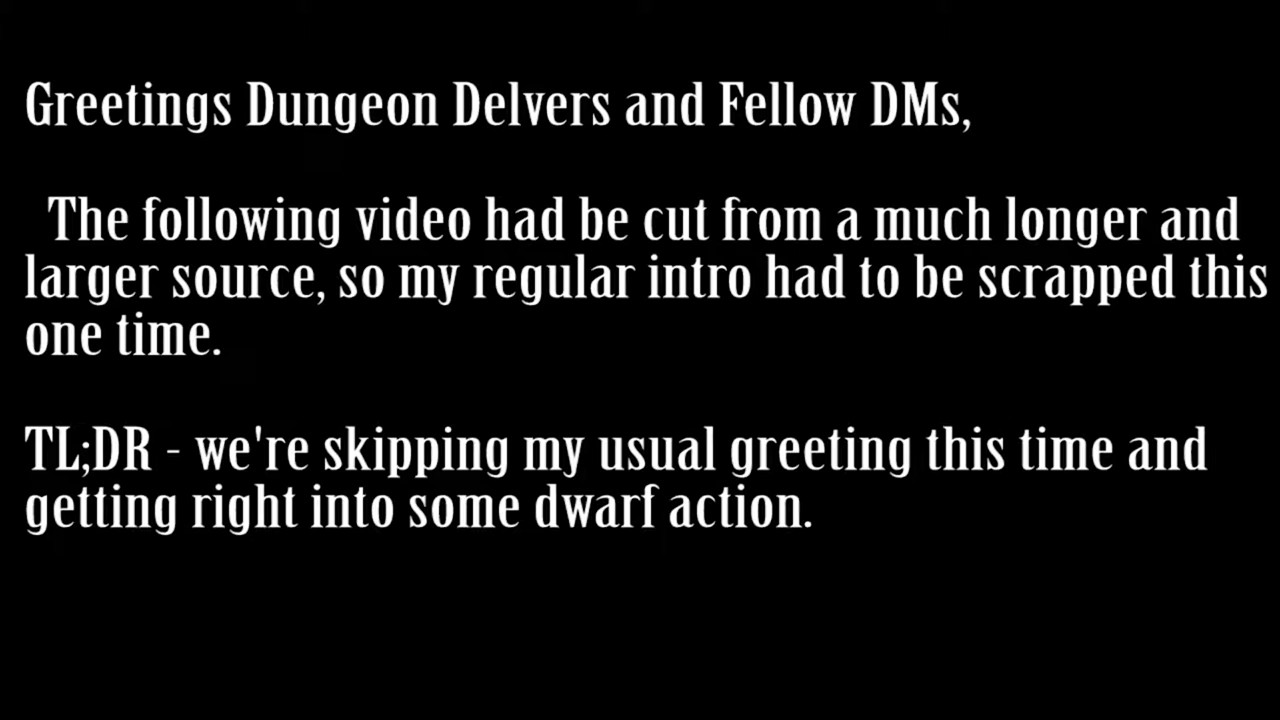 Greetings Dungeon Delvers and Fellow DMs,
The following video had be cut from a much longer and
larger source, so my regular intro had to be scrapped this
one time.
TL;DR - we're skipping my usual greeting this time and
getting right into some dwarf action.